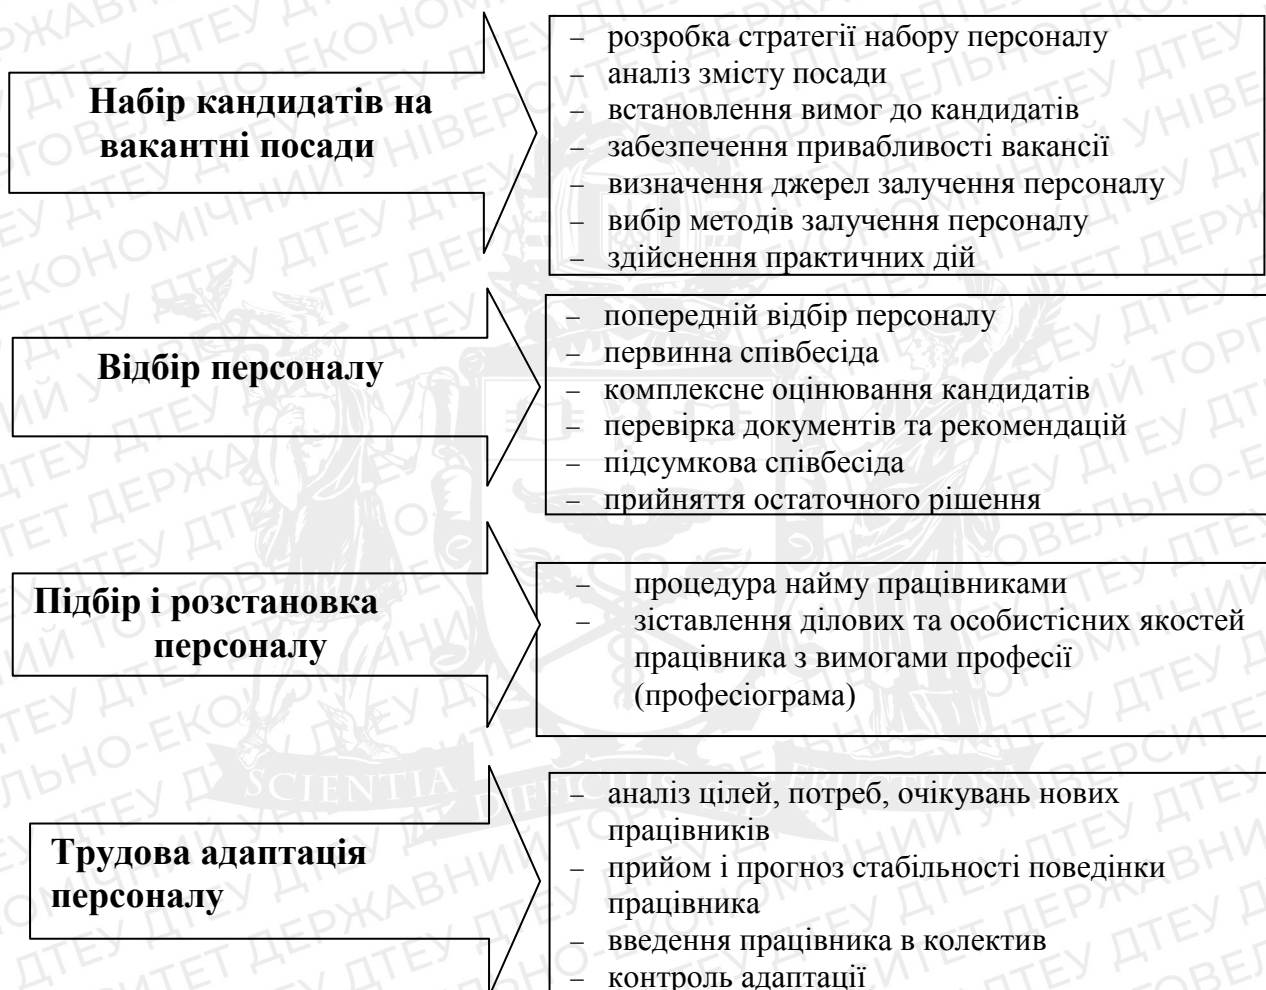 Набір кандидатів на
вакантні посади
– розробка стратегії набору персоналу
– аналіз змісту посади
– встановлення вимог до кандидатів
– забезпечення привабливості вакансії
– визначення джерел залучення персоналу
– вибір методів залучення персоналу
– здійснення практичних дій
Відбір персоналу
– попередній відбір персоналу
– первинна співбесіда
– комплексне оцінювання кандидатів
– перевірка документів та рекомендацій
– підсумкова співбесіда
– прийняття остаточного рішення
Підбір і розстановка
персоналу
– процедура найму працівниками
– зіставлення ділових та особистісних якостей
працівника з вимогами професії
(професіограма)
Трудова адаптація
персоналу
– аналіз цілей, потреб, очікувань нових
працівників
– прийом і прогноз стабільності поведінки
працівника
– введення працівника в колектив
– контроль адаптації
SCIENTIA
FRUCTUOSA